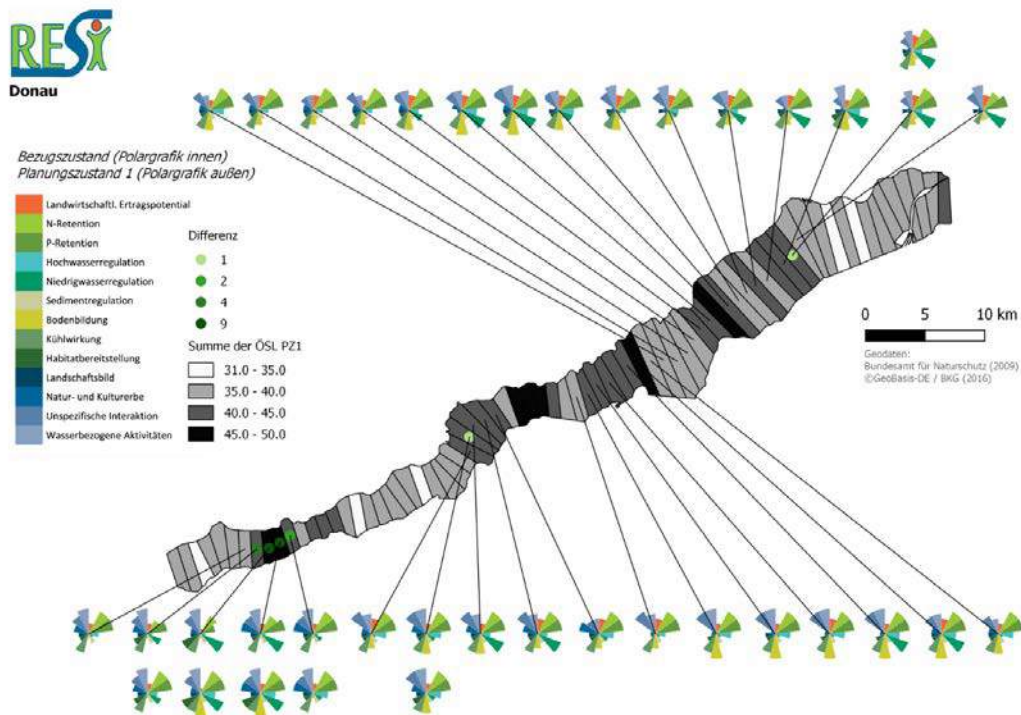 RESI
Donau
Bezugszustand (Polargrafik innen)
Planungszustand 1 (Polargrafik außen)
Landwirtschaftl. Ertragspotential
N-Retention
P-Retention
Hochwasserregulation
Niedrigwasserregulation
Sedimentregulation
Bodenbildung
Kühlwirkung
Habitatbereitstellung
Landschaftsbild
Natur- und Kulturerbe
Unspezifische Interaktion
Wasserbezogene Aktivitäten
Differenz
1
2
4
9
Summe der ÖSL PZ1
31.0 - 35.0
35.0 - 40.0
40.0 - 45.0
45.0 - 50.0
0 5 10 km
Geodaten:
Bundesamt für Naturschutz (2009)
©GeoBasis-DE / BKG (2016)